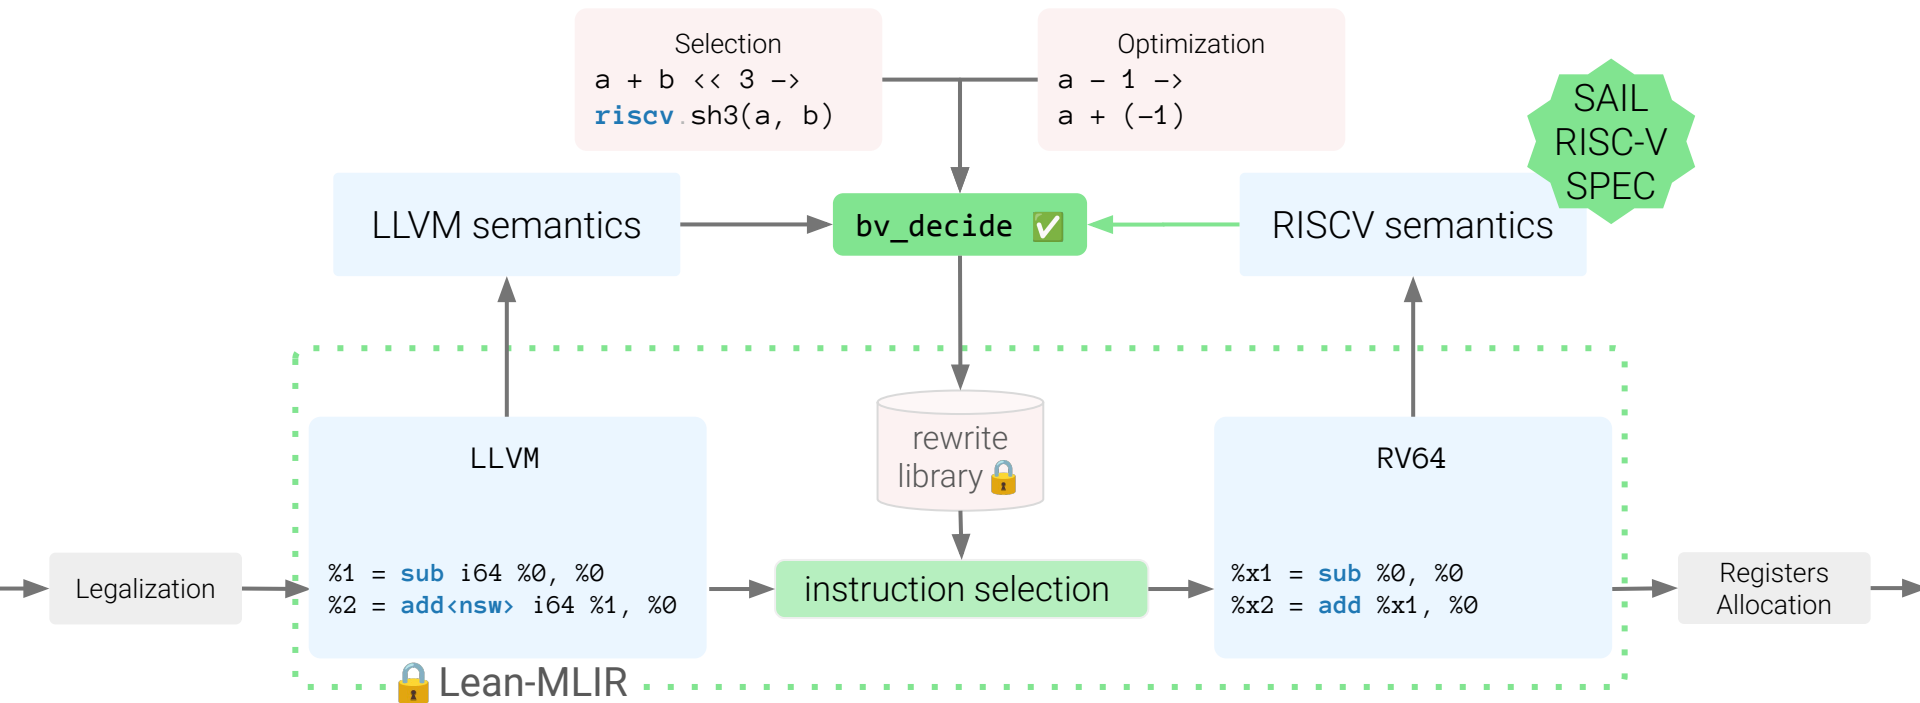 Selection
a + b << 3 —>
riscv.sh3(a, b)
Optimization
a – 1 —>
a + (–1)
SAIL
RISC-V
SPEC
LLVM semantics
bv_decide ✅
RISCV semantics
LLVM
rewrite
library🔒
RV64
Legalization
%1 = sub i64 %0, %0
%2 = add<nsw> i64 %1, %0
instruction selection
%x1 = sub %0, %0
%x2 = add %x1, %0
Registers
Allocation
🔒Lean-MLIR